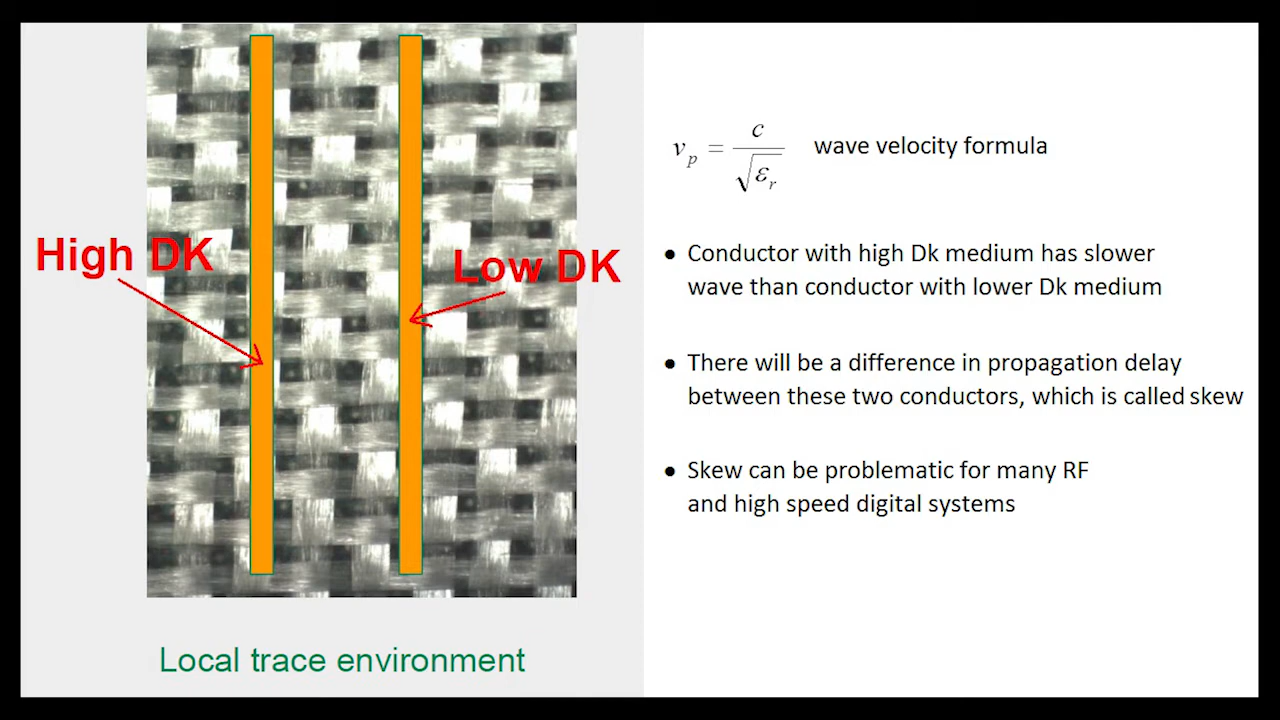 High DK
Low DK
Local trace environment
v_p = c / √ε_r wave velocity formula
● Conductor with high Dk medium has slower
wave than conductor with lower Dk medium
● There will be a difference in propagation delay
between these two conductors, which is called skew
● Skew can be problematic for many RF
and high speed digital systems